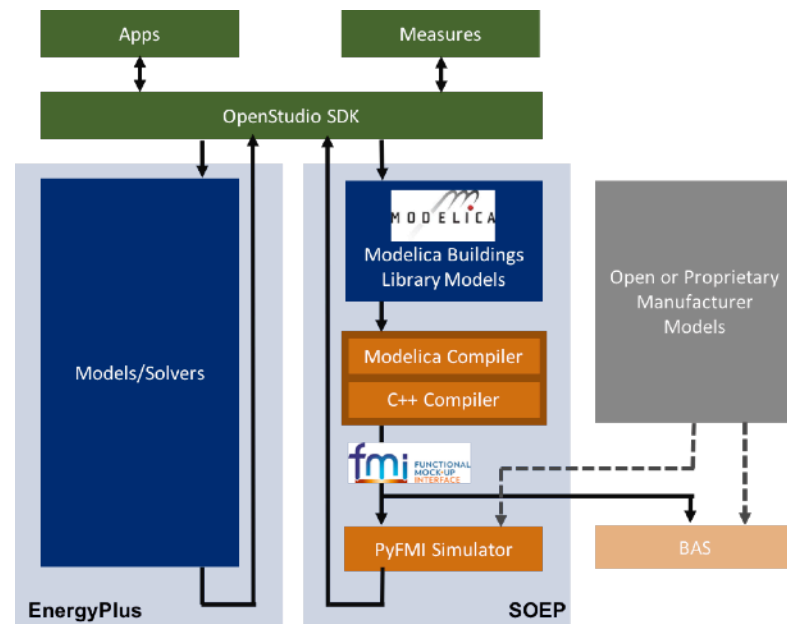 Apps
Measures
OpenStudio SDK
MODELICA
Modelica Buildings
Library Models
Open or Proprietary
Manufacturer
Models
Models/Solvers
Modelica Compiler
C++ Compiler
fmi FUNCTIONAL
MOCK-UP
INTERFACE
PyFMI Simulator
BAS
EnergyPlus
SOEP